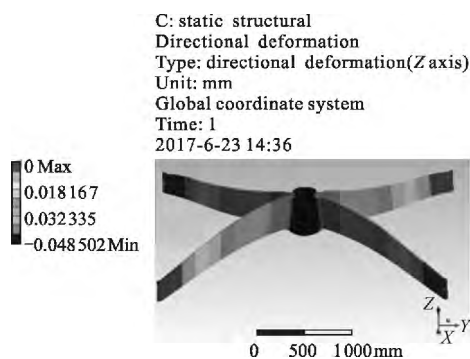 C: static structural
Directional deformation
Type: directional deformation(Z axis)
Unit: mm
Global coordinate system
Time: 1
2017-6-23 14:36
0 Max
0.018167
0.032335
−0.048502 Min
Z
Y
X
0 500 1000mm